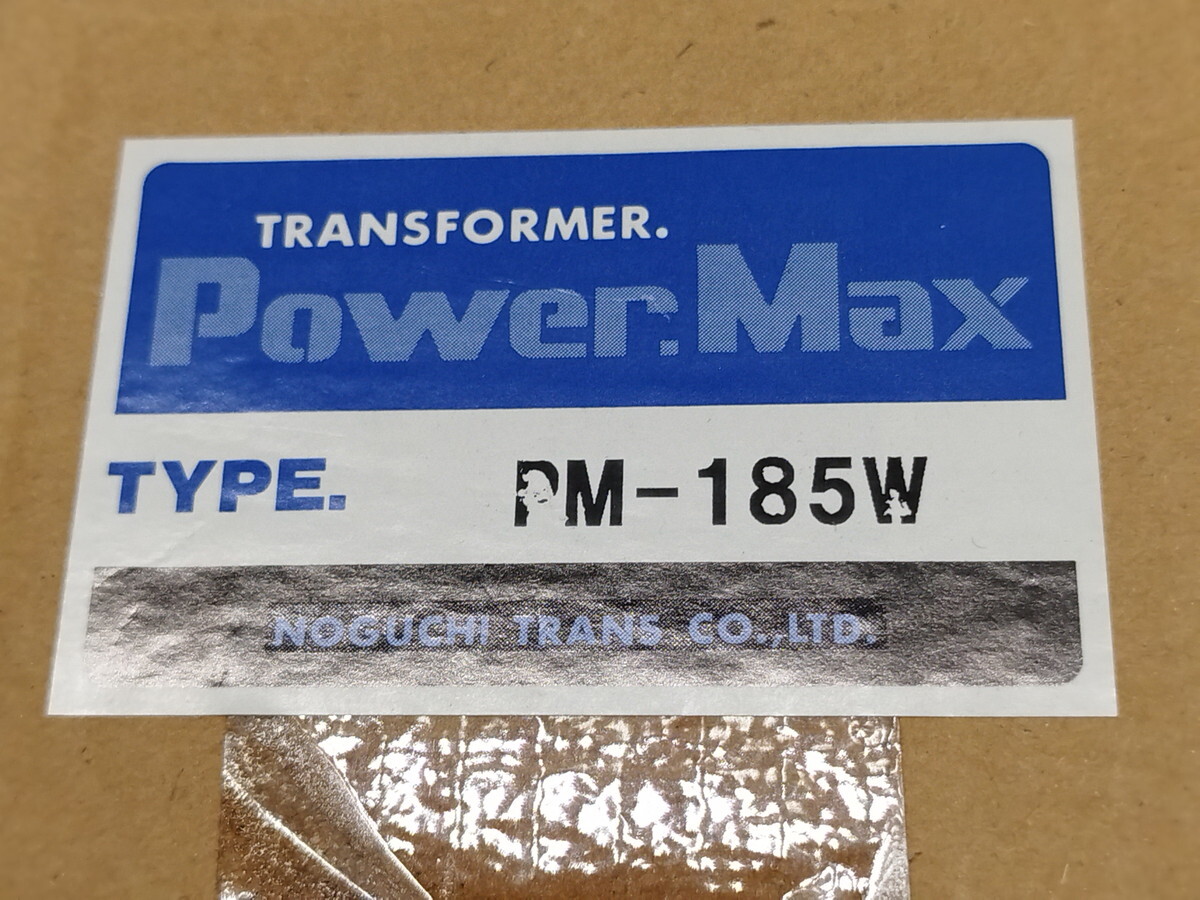 TRANSFORMER.
Power.Max
TYPE. PM-185W
NOGUCHI TRANS CO.,LTD.